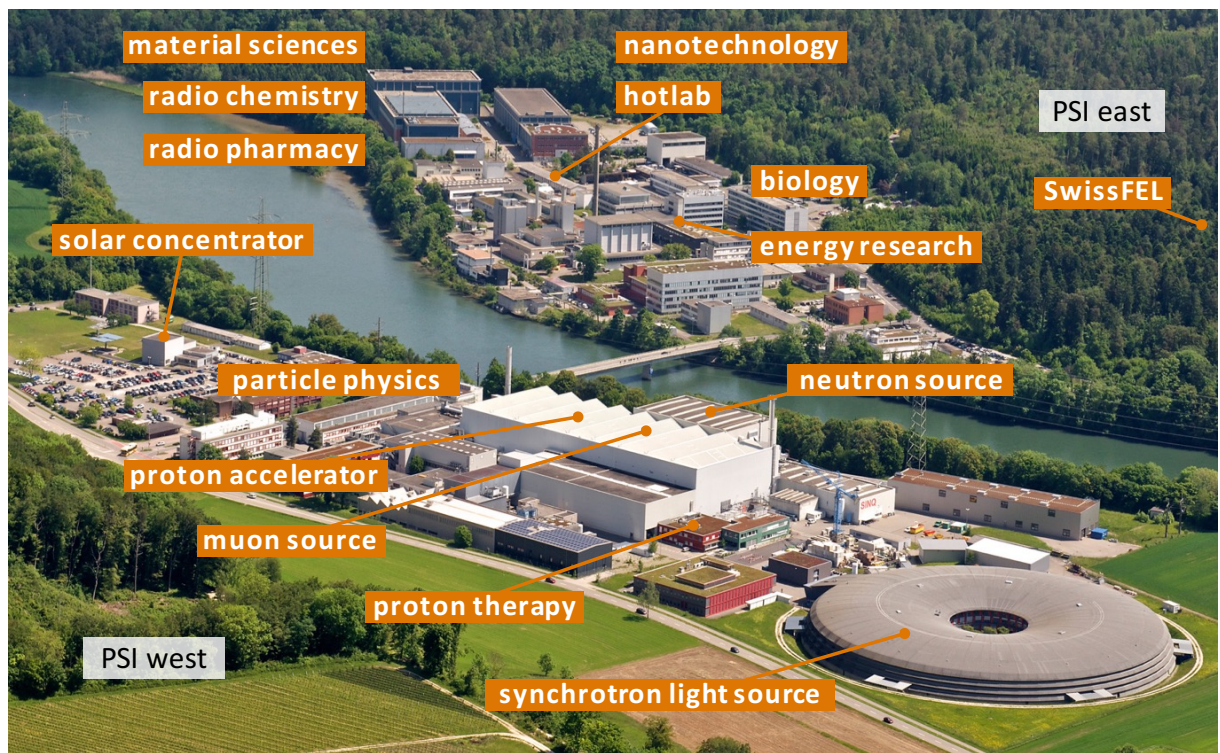 material sciences
nanotechnology
radio chemistry
hotlab
PSI east
radio pharmacy
biology
SwissFEL
solar concentrator
energy research
particle physics
neutron source
proton accelerator
SINQ
muon source
proton therapy
PSI west
synchrotron light source